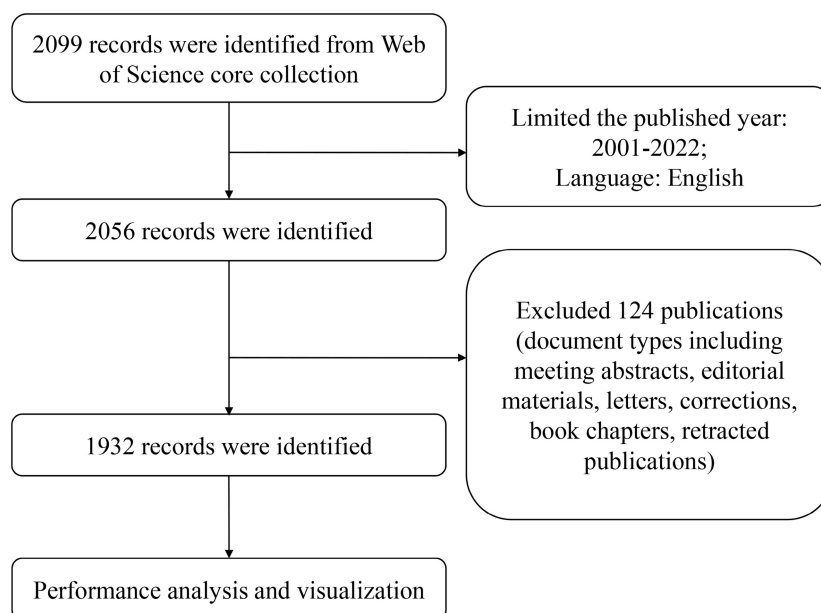 2099 records were identified from Web
of Science core collection
Limited the published year:
2001-2022;
Language: English
2056 records were identified
Excluded 124 publications
(document types including
meeting abstracts, editorial
materials, letters, corrections,
book chapters, retracted
publications)
1932 records were identified
Performance analysis and visualization